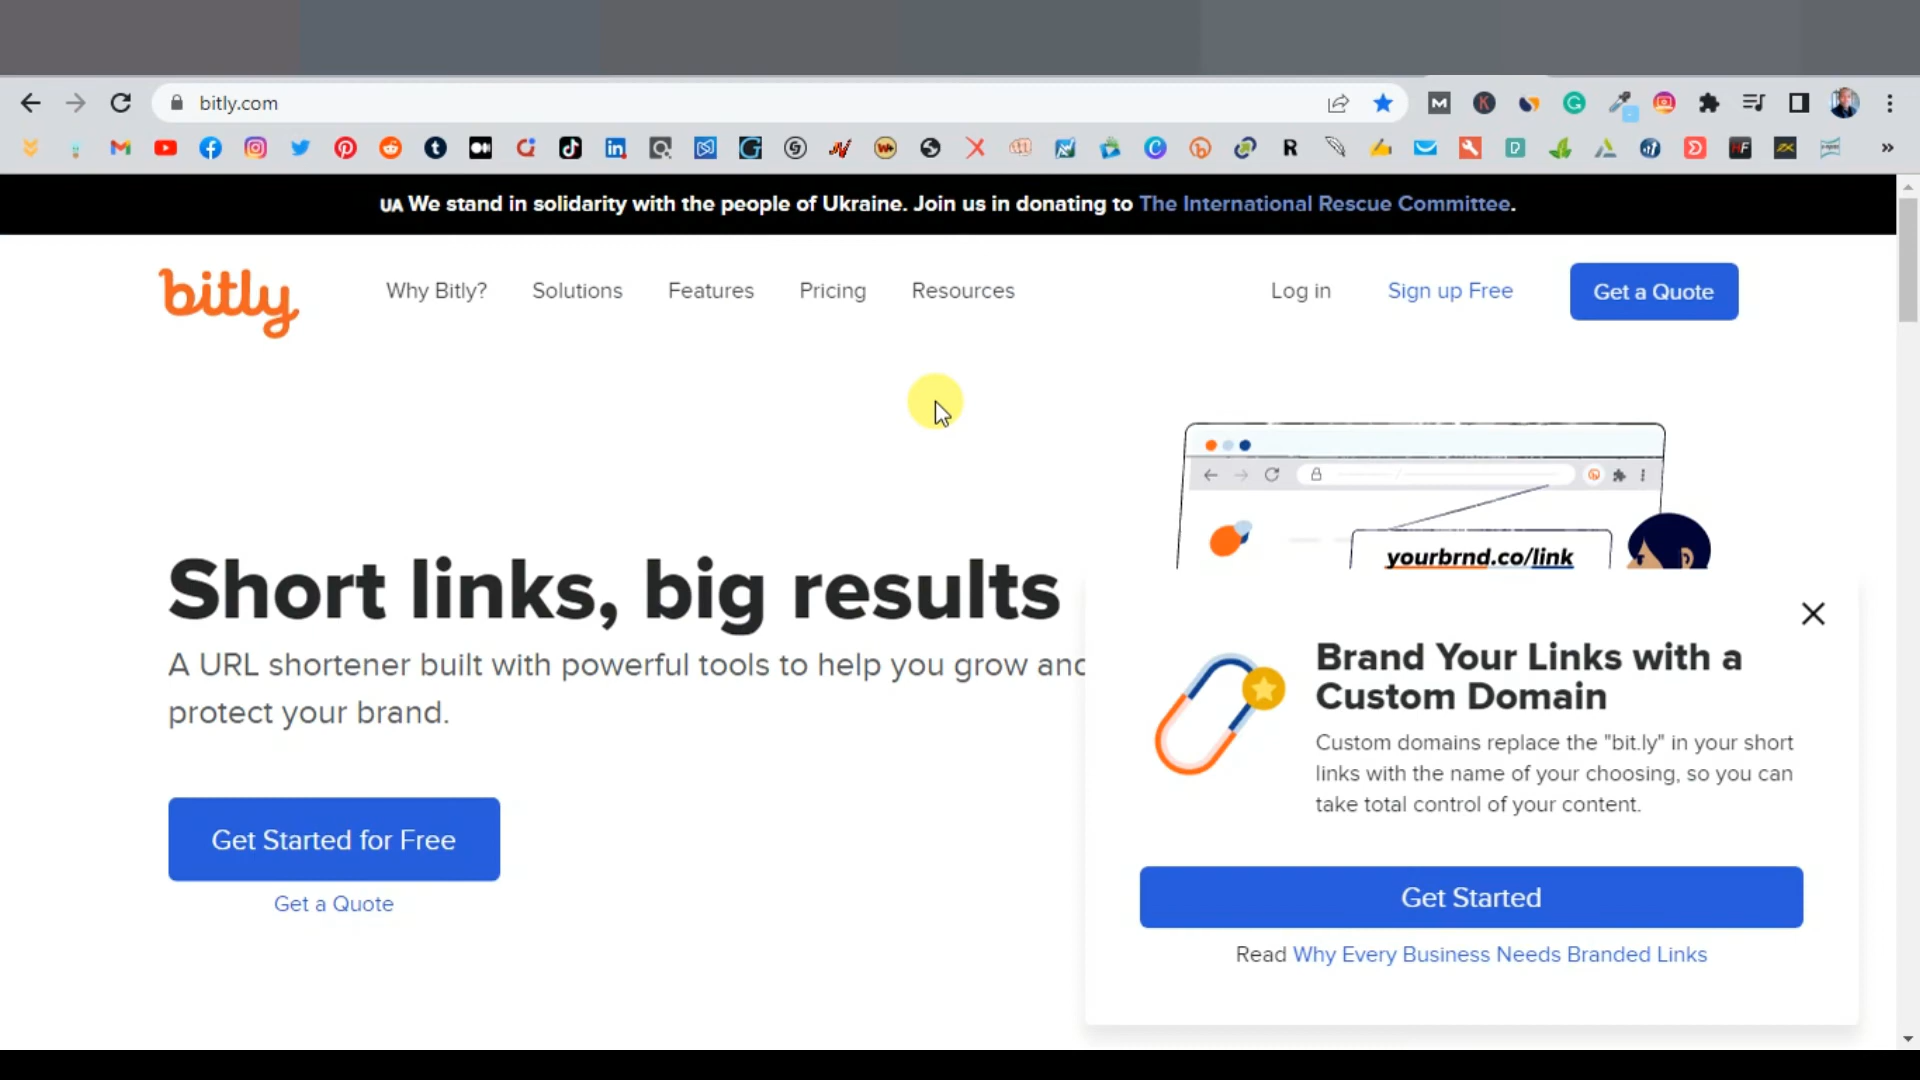 bitly.com
UA We stand in solidarity with the people of Ukraine. Join us in donating to The International Rescue Committee.
bitly
Why Bitly?
Solutions
Features
Pricing
Resources
Log in
Sign up Free
Get a Quote
yourbrnd.co/link
Short links, big results
A URL shortener built with powerful tools to help you grow and
protect your brand.
Get Started for Free
Get a Quote
Brand Your Links with a
Custom Domain
Custom domains replace the "bit.ly" in your short
links with the name of your choosing, so you can
take total control of your content.
Get Started
Read Why Every Business Needs Branded Links